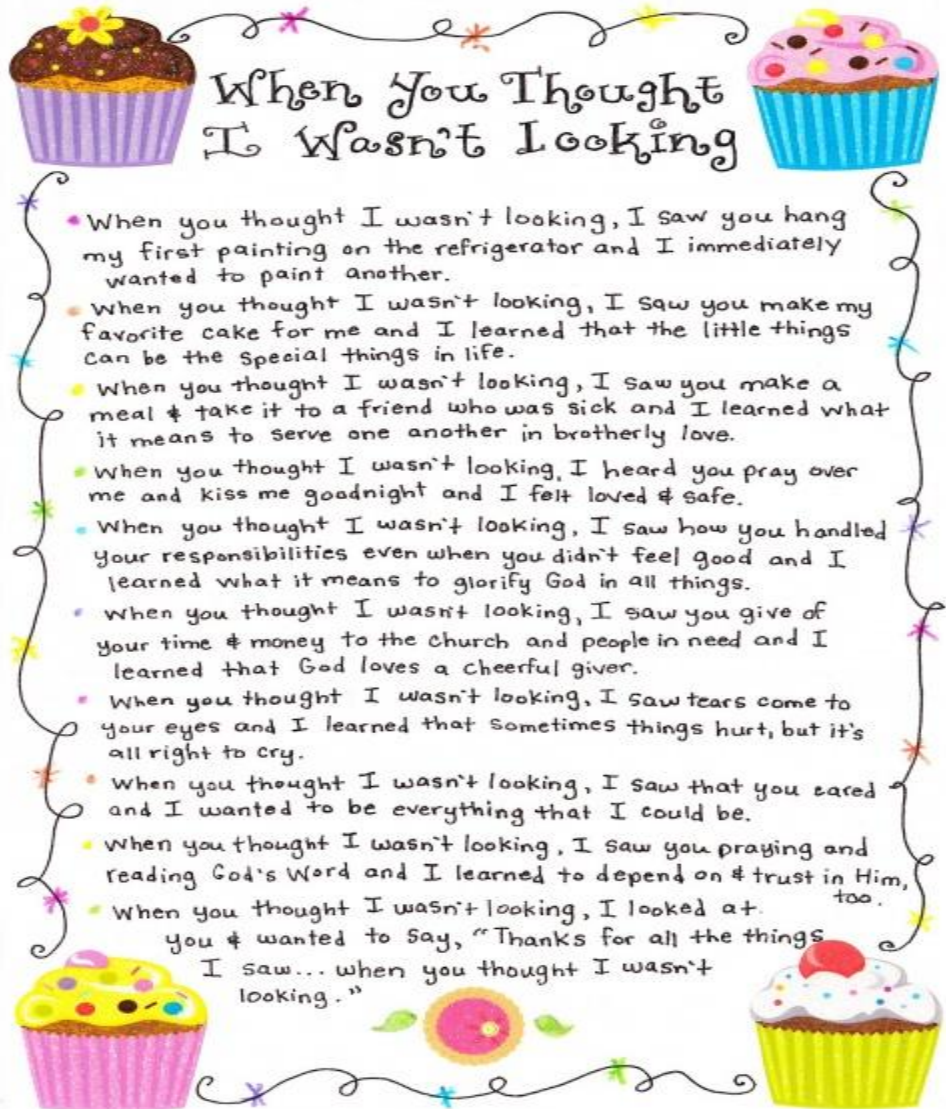 When You Thought
I Wasn't Looking
When you thought I wasn't looking, I saw you hang
my first painting on the refrigerator and I immediately
wanted to paint another.
When you thought I wasn't looking, I saw you make my
favorite cake for me and I learned that the little things
can be the special things in life.
When you thought I wasn't looking, I saw you make a
meal & take it to a friend who was sick and I learned what
it means to serve one another in brotherly love.
When you thought I wasn't looking, I heard you pray over
me and kiss me goodnight and I felt loved & safe.
When you thought I wasn't looking, I saw how you handled
your responsibilities even when you didn't feel good and I
learned what it means to glorify God in all things.
When you thought I wasn't looking, I saw you give of
your time & money to the church and people in need and I
learned that God loves a cheerful giver.
When you thought I wasn't looking, I saw tears come to
your eyes and I learned that sometimes things hurt, but it's
all right to cry.
When you thought I wasn't looking, I saw that you cared
and I wanted to be everything that I could be.
When you thought I wasn't looking, I saw you praying and
reading God's Word and I learned to depend on & trust in Him,
too.
When you thought I wasn't looking, I looked at
you & wanted to say, "Thanks for all the things
I saw... when you thought I wasn't
looking."